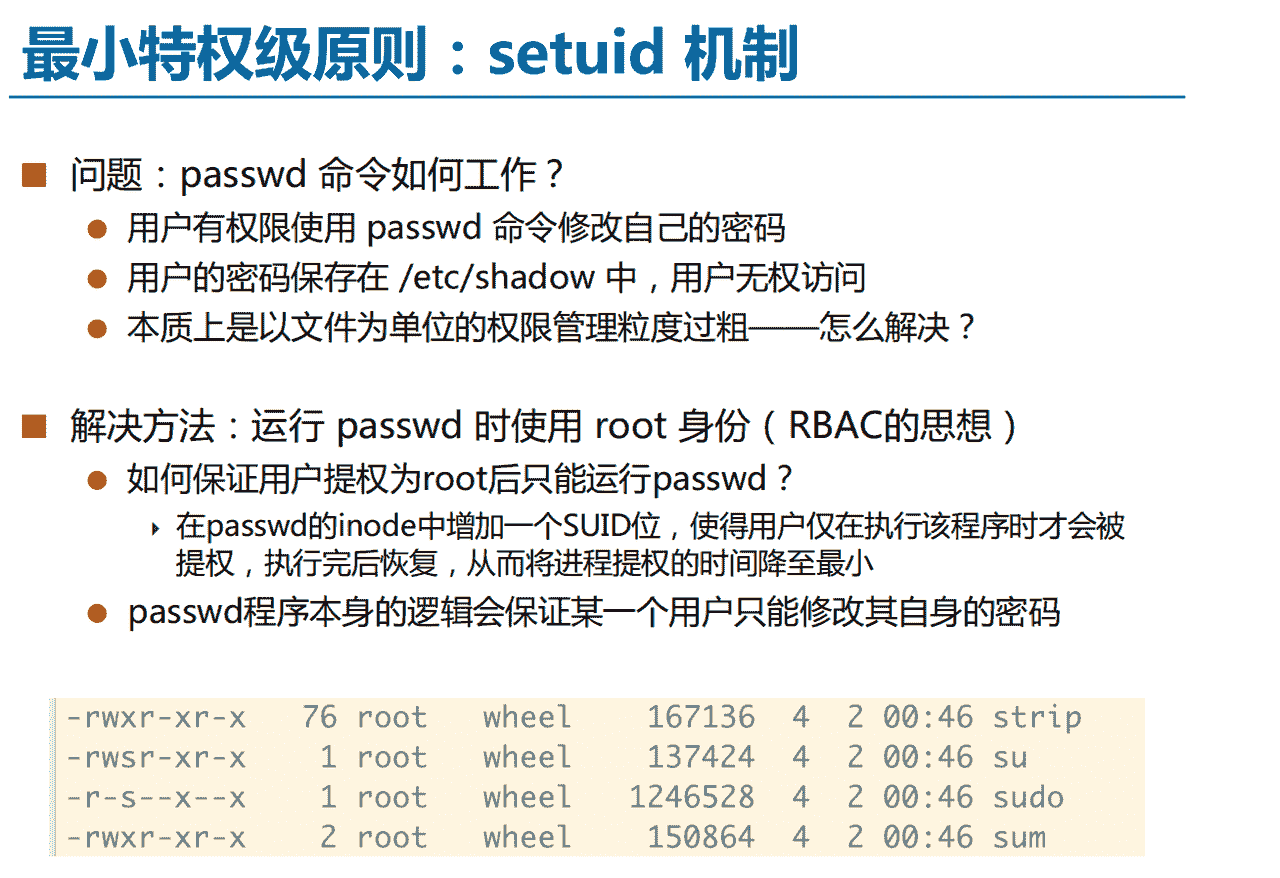 最小特权级原则：setuid 机制
问题：passwd 命令如何工作？
用户有权限使用 passwd 命令修改自己的密码
用户的密码保存在 /etc/shadow 中，用户无权访问
本质上是以文件为单位的权限管理粒度过粗——怎么解决？
解决方法：运行 passwd 时使用 root 身份（RBAC的思想）
如何保证用户提权为root后只能运行passwd？
在passwd的inode中增加一个SUID位，使得用户仅在执行该程序时才会被
提权，执行完后恢复，从而将进程提权的时间降至最小
passwd程序本身的逻辑会保证某一个用户只能修改其自身的密码
-rwxr-xr-x   76 root   wheel    167136  4  2 00:46 strip
-rwsr-xr-x    1 root   wheel    137424  4  2 00:46 su
-r-s--x--x    1 root   wheel   1246528  4  2 00:46 sudo
-rwxr-xr-x    2 root   wheel    150864  4  2 00:46 sum